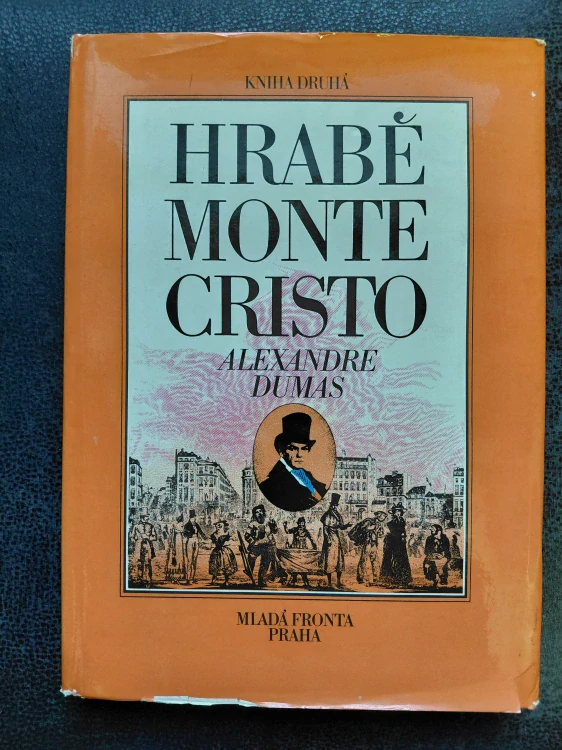 KNIHA DRUHÁ
HRABĚ
MONTE
CRISTO
ALEXANDRE
DUMAS
MLADÁ FRONTA
PRAHA